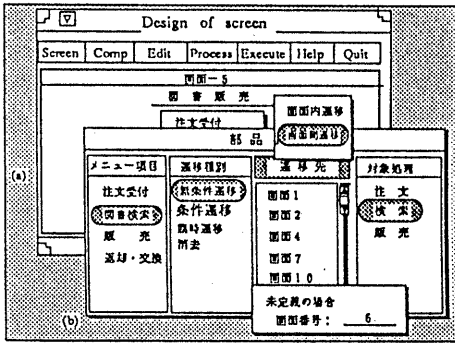 Design of screen
Screen Comp Edit Process Execute Help Quit
画面－5
図書販売
注文受付
画面内遷移
画面間遷移
部品
(a)
メニュー項目
注文受付
図書検索
販売
返却・交換
遷移種別
無条件遷移
条件遷移
臨時遷移
消去
遷移先
画面1
画面2
画面4
画面7
画面10
対象処理
注文
検索
販売
未定義の場合
画面番号： 6
(b)